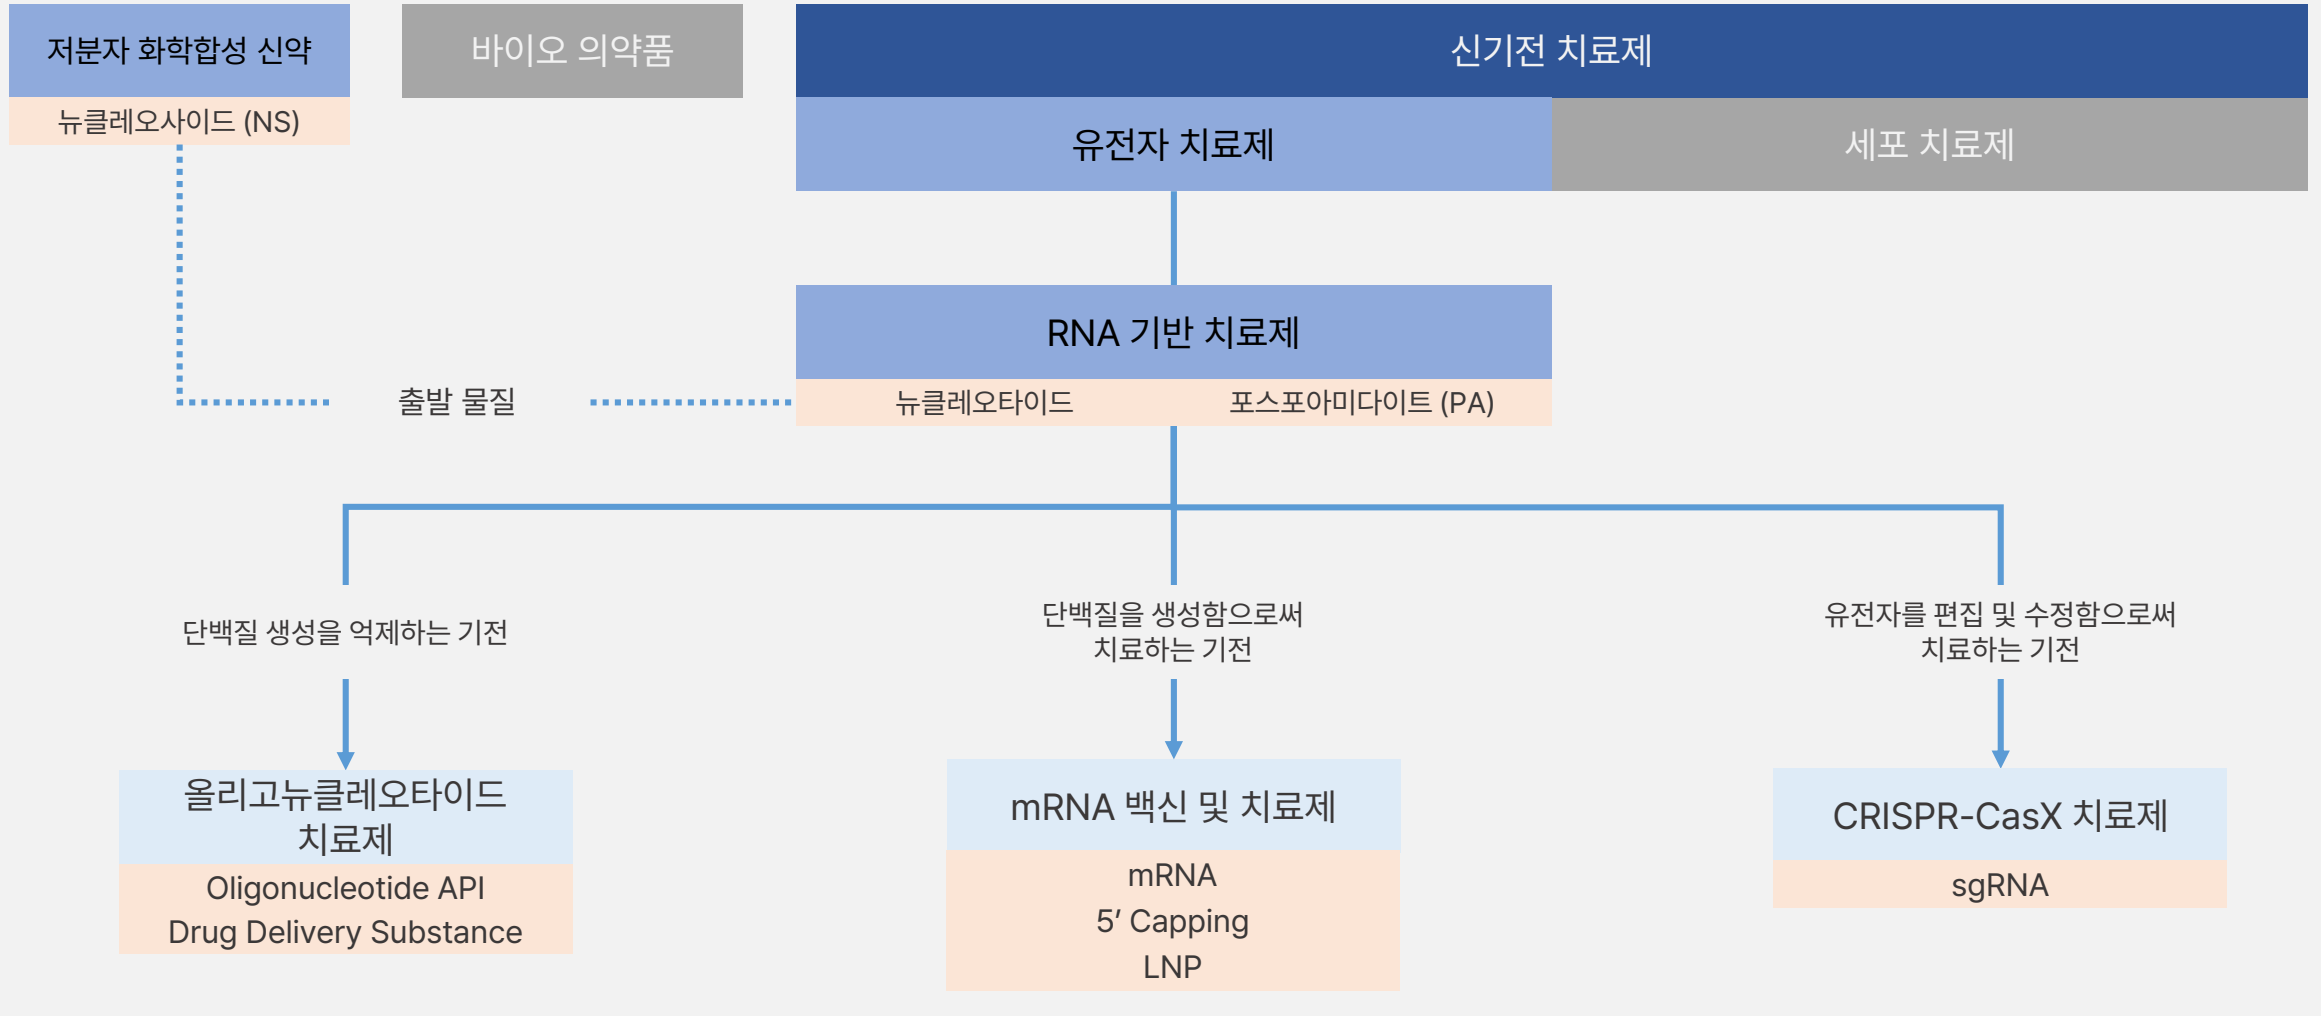 저분자 화학합성 신약
바이오 의약품
신기전 치료제
뉴클레오사이드 (NS)
유전자 치료제
세포 치료제
RNA 기반 치료제
출발 물질
뉴클레오타이드
포스포아미다이트 (PA)
단백질 생성을 억제하는 기전
단백질을 생성함으로써
치료하는 기전
유전자를 편집 및 수정함으로써
치료하는 기전
올리고뉴클레오타이드
치료제
Oligonucleotide API
Drug Delivery Substance
mRNA 백신 및 치료제
mRNA
5’ Capping
LNP
CRISPR-CasX 치료제
sgRNA